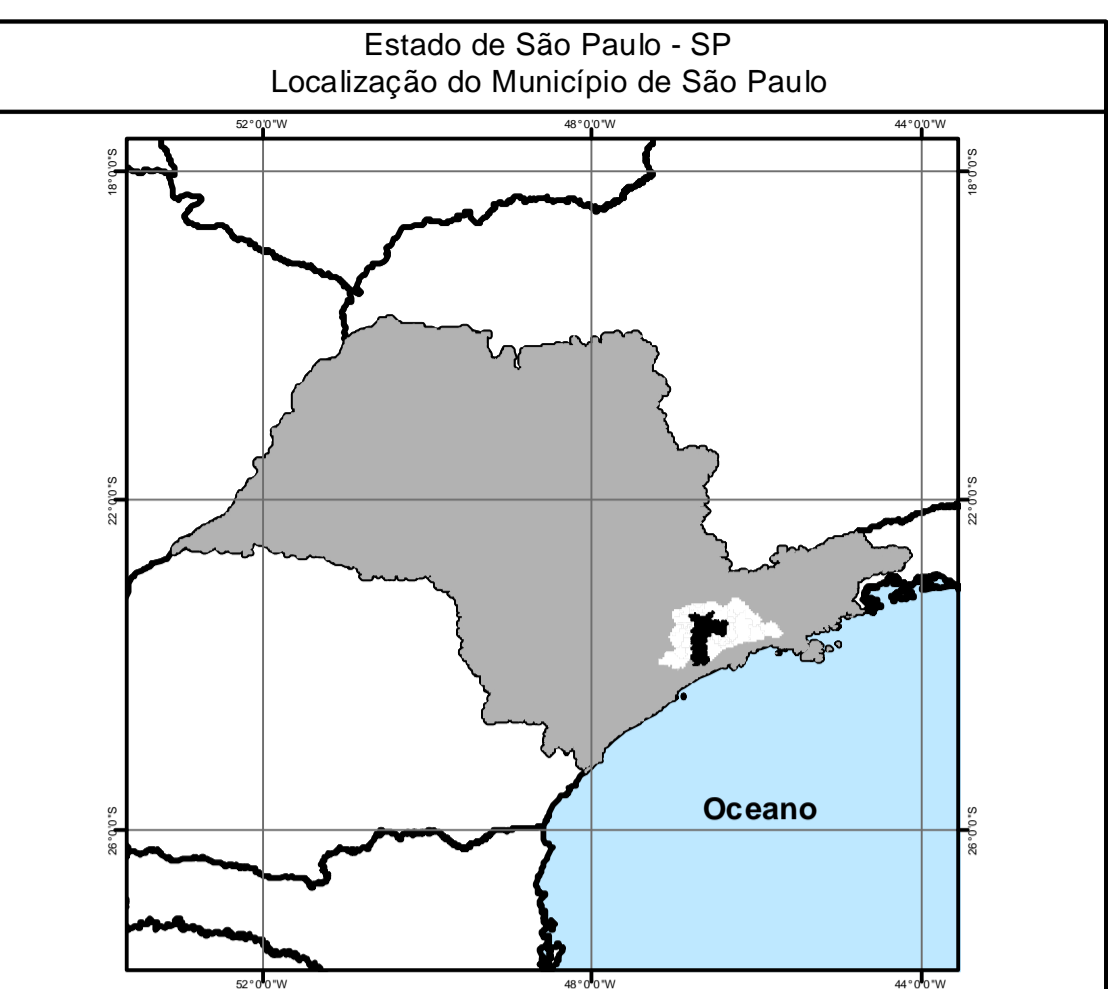 Estado de São Paulo - SP
Localização do Município de São Paulo
52°0'0"W 48°0'0"W 44°0'0"W
18°0'0"S 18°0'0"S
22°0'0"S 22°0'0"S
Oceano
26°0'0"S 26°0'0"S
52°0'0"W 48°0'0"W 44°0'0"W